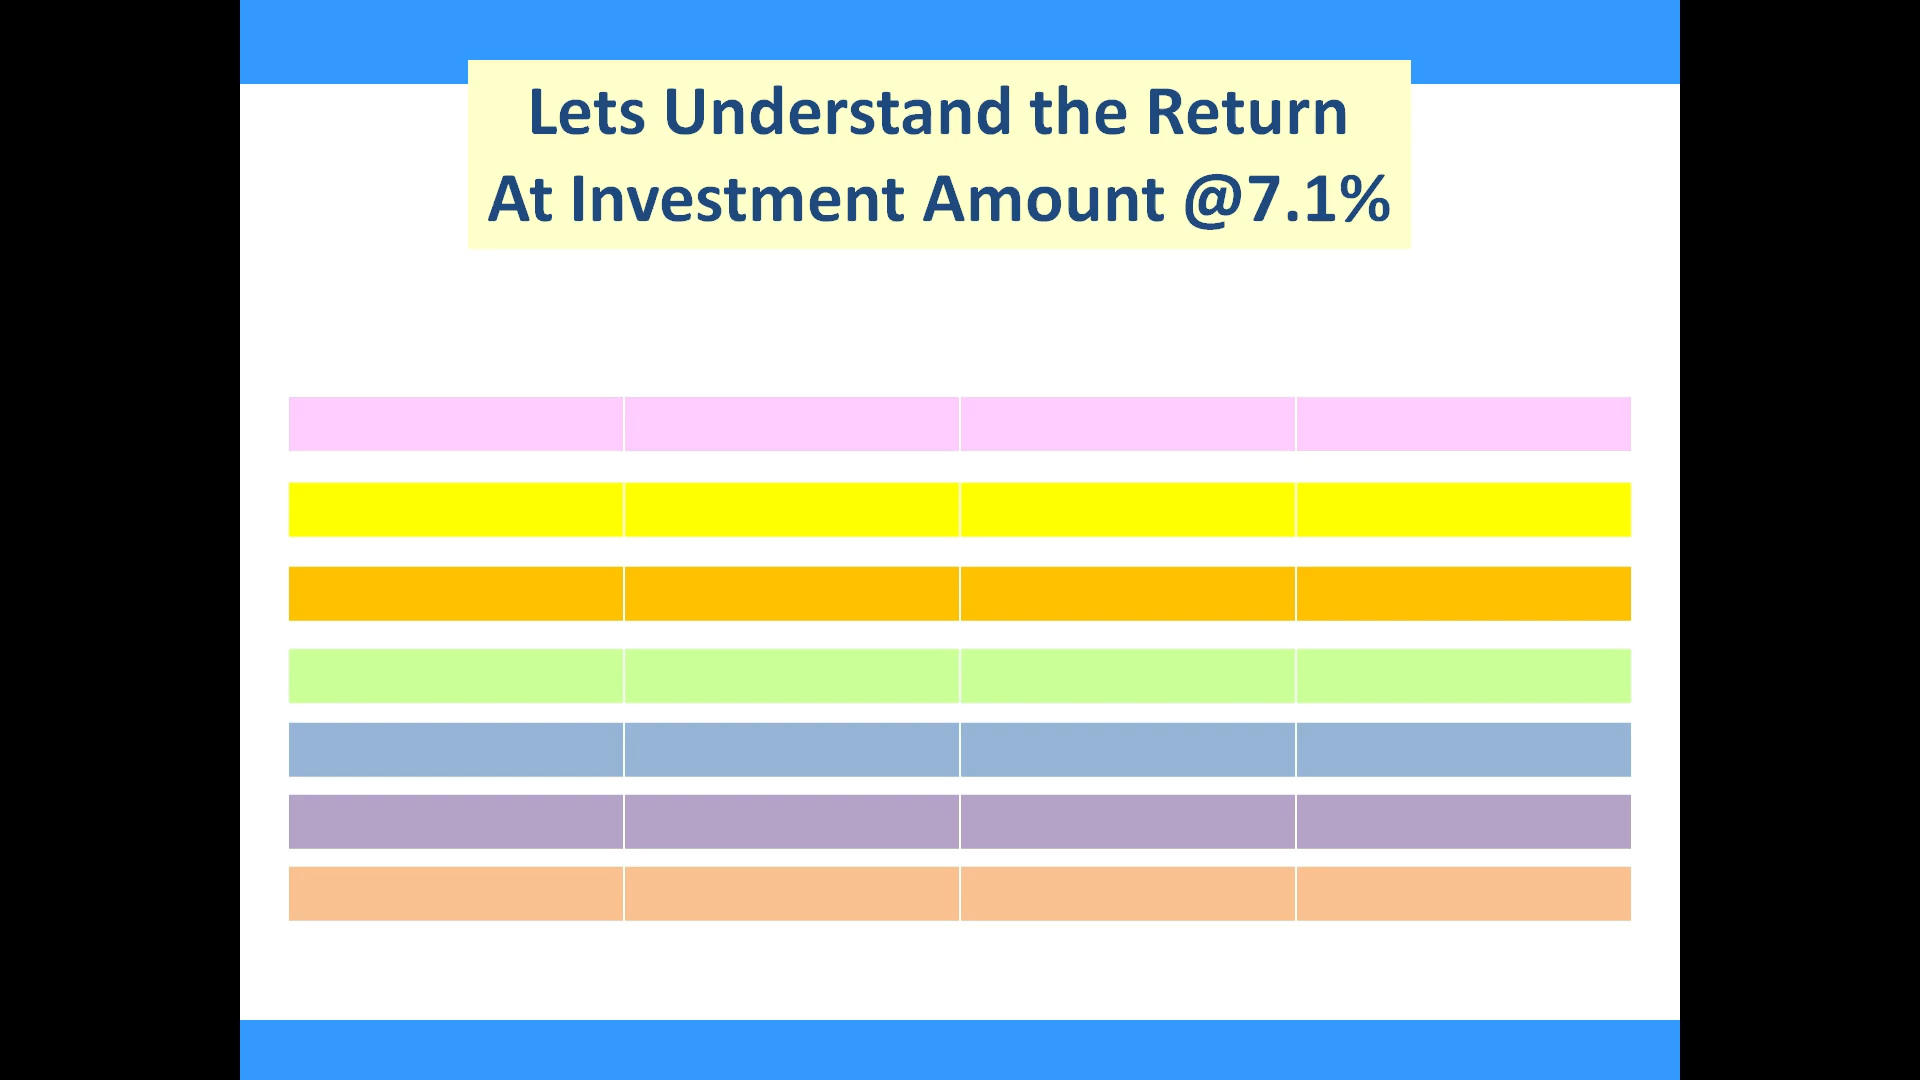 Lets Understand the Return
At Investment Amount @7.1%